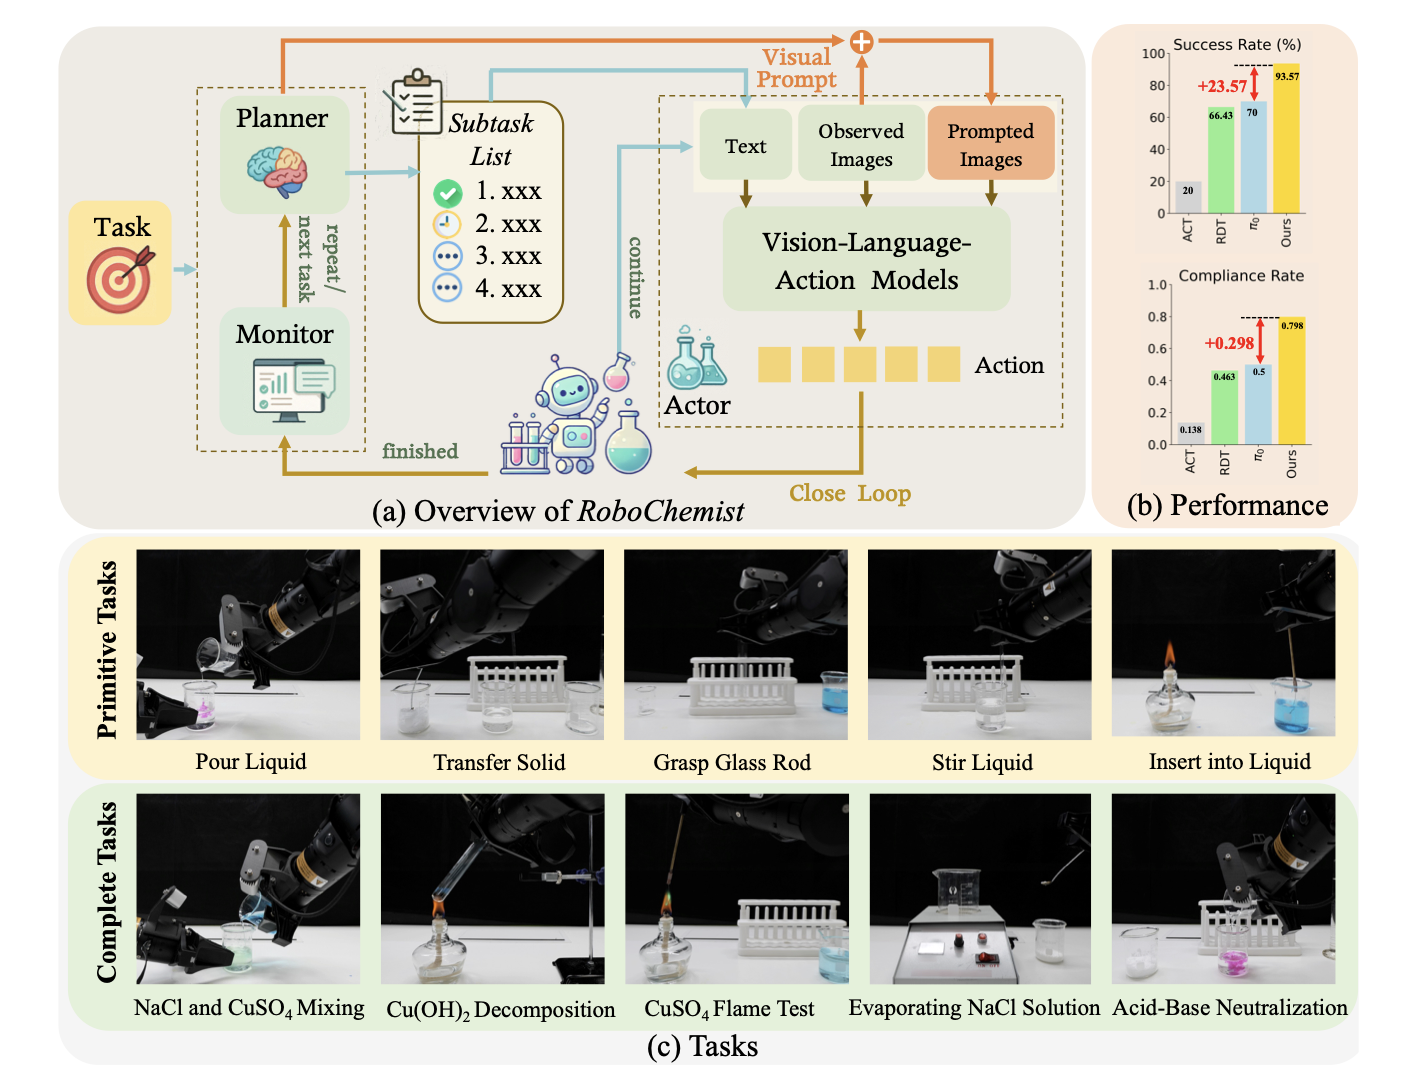 Task
Planner
repeat/
next task
Monitor
Subtask
List
1. xxx
2. xxx
3. xxx
4. xxx
Visual
Prompt
Text
Observed
Images
Prompted
Images
Vision-Language-
Action Models
continue
Action
Actor
finished
Close Loop
(a) Overview of RoboChemist
Success Rate (%)
100
80
60
40
20
0
+23.57
20
66.43
70
93.57
ACT
RDT
π₀
Ours
Compliance Rate
1.0
0.8
0.6
0.4
0.2
0.0
+0.298
0.138
0.463
0.5
0.798
ACT
RDT
π₀
Ours
(b) Performance
Primitive Tasks
Pour Liquid
Transfer Solid
Grasp Glass Rod
Stir Liquid
Insert into Liquid
Complete Tasks
NaCl and CuSO₄ Mixing
Cu(OH)₂ Decomposition
CuSO₄ Flame Test
Evaporating NaCl Solution
Acid-Base Neutralization
(c) Tasks